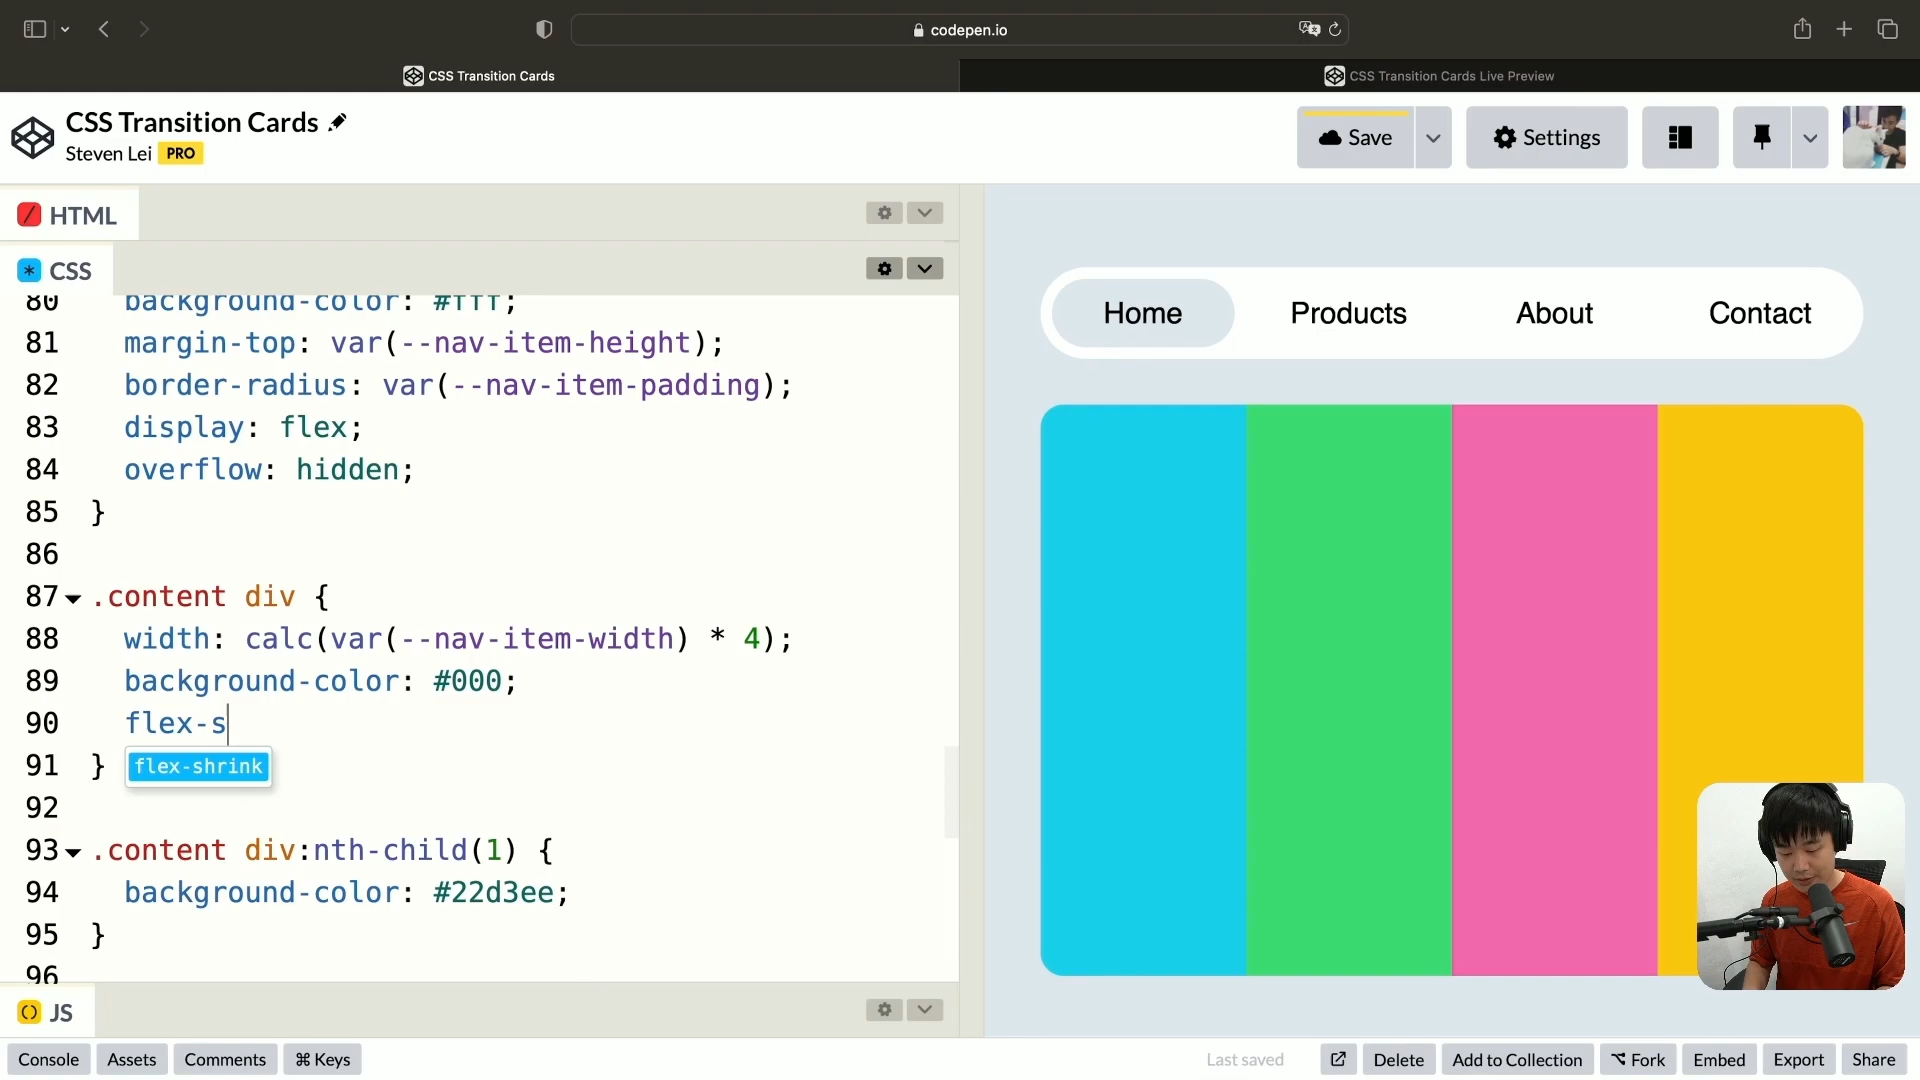 codepen.io
CSS Transition Cards
CSS Transition Cards Live Preview
CSS Transition Cards
Steven Lei PRO
Save
Settings
HTML
CSS
80 background-color: #fff;
81 margin-top: var(--nav-item-height);
82 border-radius: var(--nav-item-padding);
83 display: flex;
84 overflow: hidden;
85 }
86
87 .content div {
88 width: calc(var(--nav-item-width) * 4);
89 background-color: #000;
90 flex-s
91 }
flex-shrink
92
93 .content div:nth-child(1) {
94 background-color: #22d3ee;
95 }
96
JS
Home
Products
About
Contact
Console
Assets
Comments
⌘ Keys
Last saved
Delete
Add to Collection
Fork
Embed
Export
Share